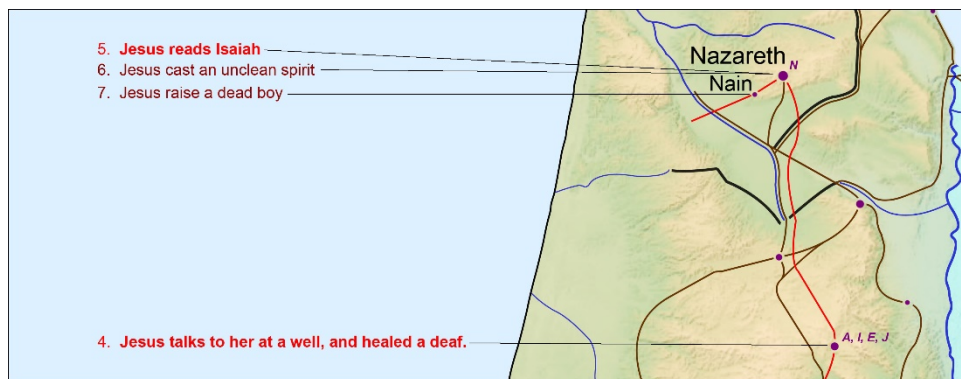 5. Jesus reads Isaiah
6. Jesus cast an unclean spirit
7. Jesus raise a dead boy
Nazareth
N
Nain
4. Jesus talks to her at a well, and healed a deaf.
A, I, E, J